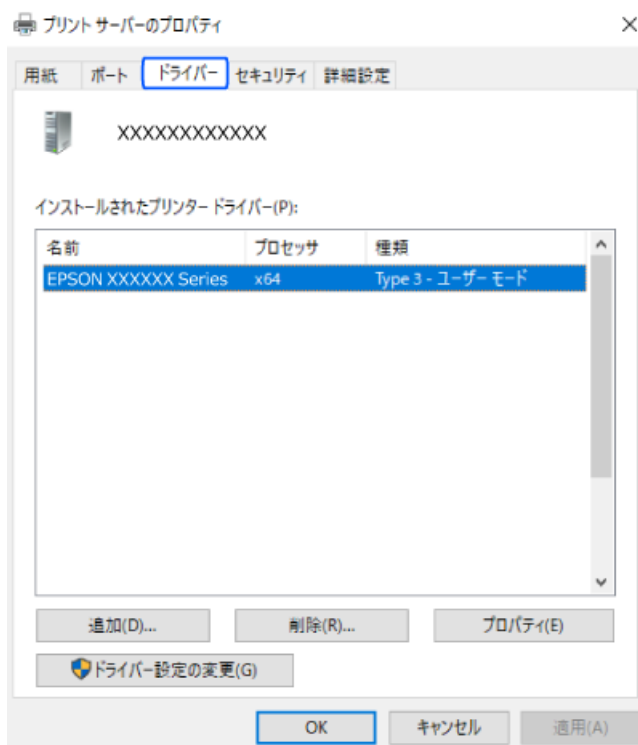 プリント サーバーのプロパティ
用紙 ポート ドライバー セキュリティ 詳細設定
XXXXXXXXXXXX
インストールされたプリンター ドライバー(P):
名前 プロセッサ 種類
EPSON XXXXXX Series x64 Type 3 - ユーザー モード
追加(D)... 削除(R)... プロパティ(E)
ドライバー設定の変更(G)
OK キャンセル 適用(A)